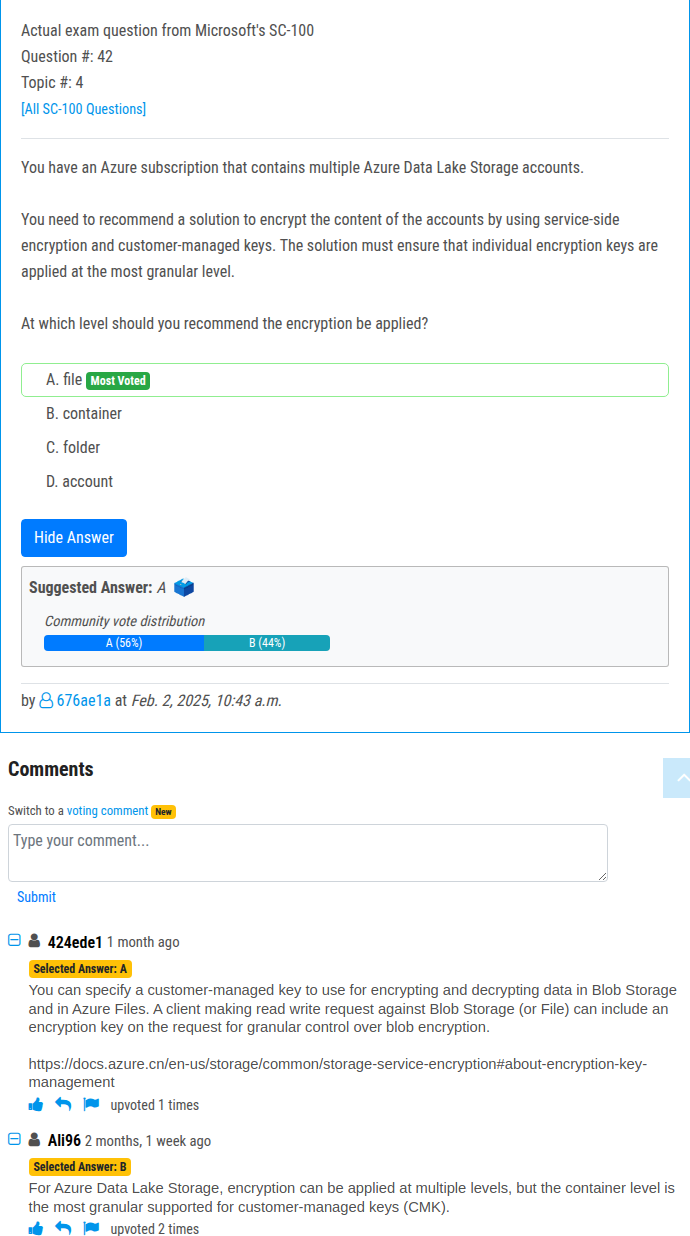 Actual exam question from Microsoft's SC-100
Question #: 42
Topic #: 4
[All SC-100 Questions]
You have an Azure subscription that contains multiple Azure Data Lake Storage accounts.
You need to recommend a solution to encrypt the content of the accounts by using service-side
encryption and customer-managed keys. The solution must ensure that individual encryption keys are
applied at the most granular level.
At which level should you recommend the encryption be applied?
A. file Most Voted
B. container
C. folder
D. account
Hide Answer
Suggested Answer: A
Community vote distribution
A (56%) B (44%)
by 676ae1a at Feb. 2, 2025, 10:43 a.m.
Comments
Switch to a voting comment New
Type your comment...
Submit
424ede1 1 month ago
Selected Answer: A
You can specify a customer-managed key to use for encrypting and decrypting data in Blob Storage
and in Azure Files. A client making read write request against Blob Storage (or File) can include an
encryption key on the request for granular control over blob encryption.
https://docs.azure.cn/en-us/storage/common/storage-service-encryption#about-encryption-key-
management
upvoted 1 times
Ali96 2 months, 1 week ago
Selected Answer: B
For Azure Data Lake Storage, encryption can be applied at multiple levels, but the container level is
the most granular supported for customer-managed keys (CMK).
upvoted 2 times